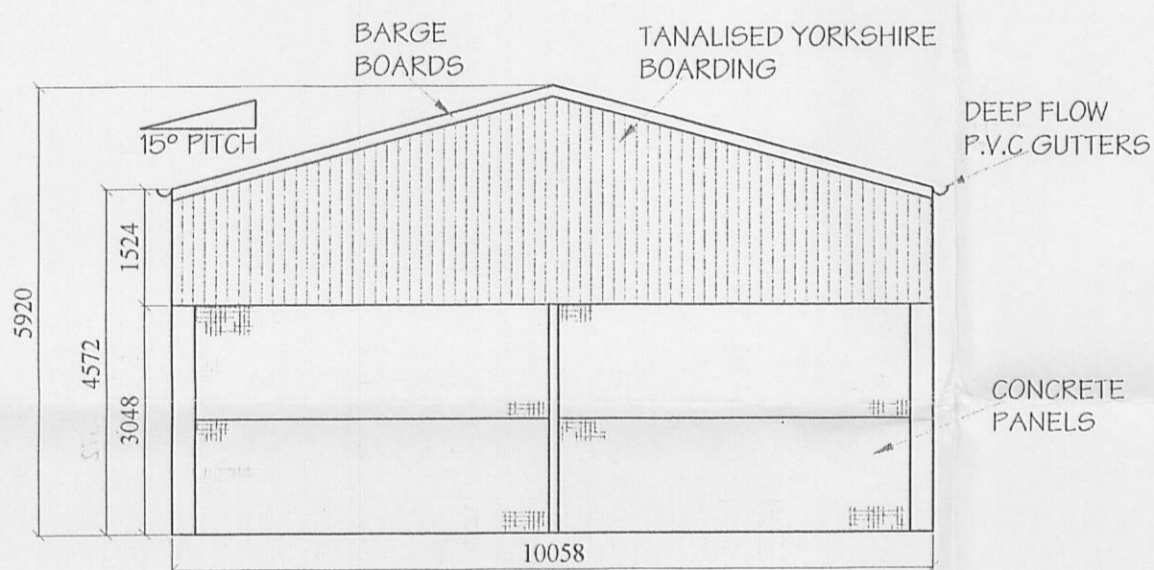 BARGE
BOARDS
TANALISED YORKSHIRE
BOARDING
DEEP FLOW
P.V.C GUTTERS
15° PITCH
1524
5920
4572
3048
CONCRETE
PANELS
10058